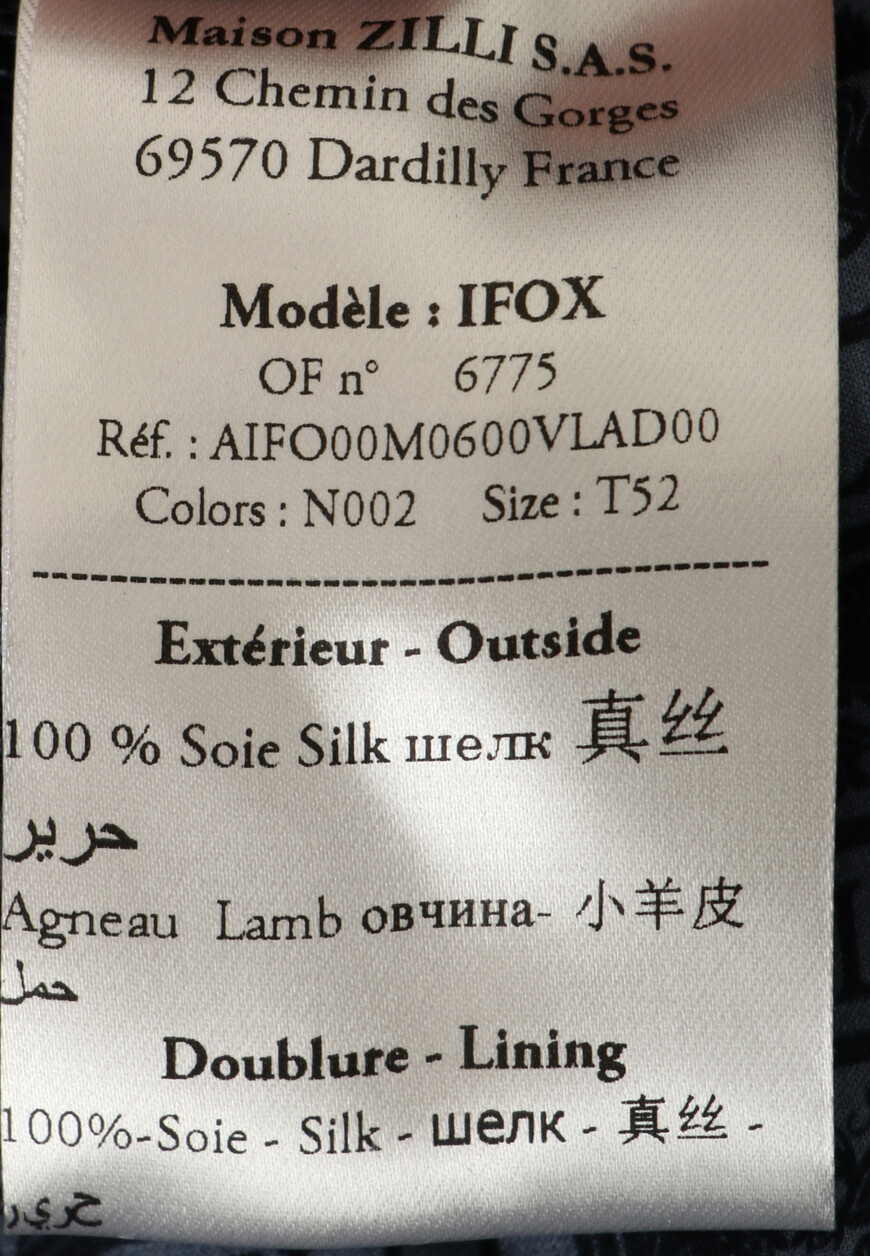 Maison ZILLI S.A.S.
12 Chemin des Gorges
69570 Dardilly France
Modèle : IFOX
OF n° 6775
Réf. : AIFO00M0600VLAD00
Colors : N002 Size : T52
Extérieur - Outside
100 % Soie Silk шелк 真丝
حرير
Agneau Lamb овчина- 小羊皮
حمل
Doublure - Lining
100%-Soie - Silk - шелк - 真丝 -
حرير